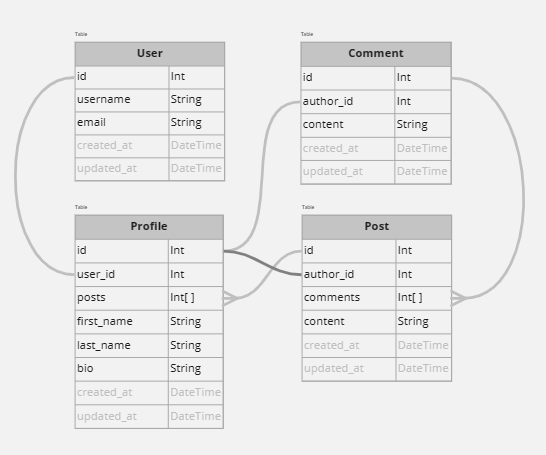 Table
User
id Int
username String
email String
created_at DateTime
updated_at DateTime
Table
Comment
id Int
author_id Int
content String
created_at DateTime
updated_at DateTime
Table
Profile
id Int
user_id Int
posts Int[ ]
first_name String
last_name String
bio String
created_at DateTime
updated_at DateTime
Table
Post
id Int
author_id Int
comments Int[ ]
content String
created_at DateTime
updated_at DateTime